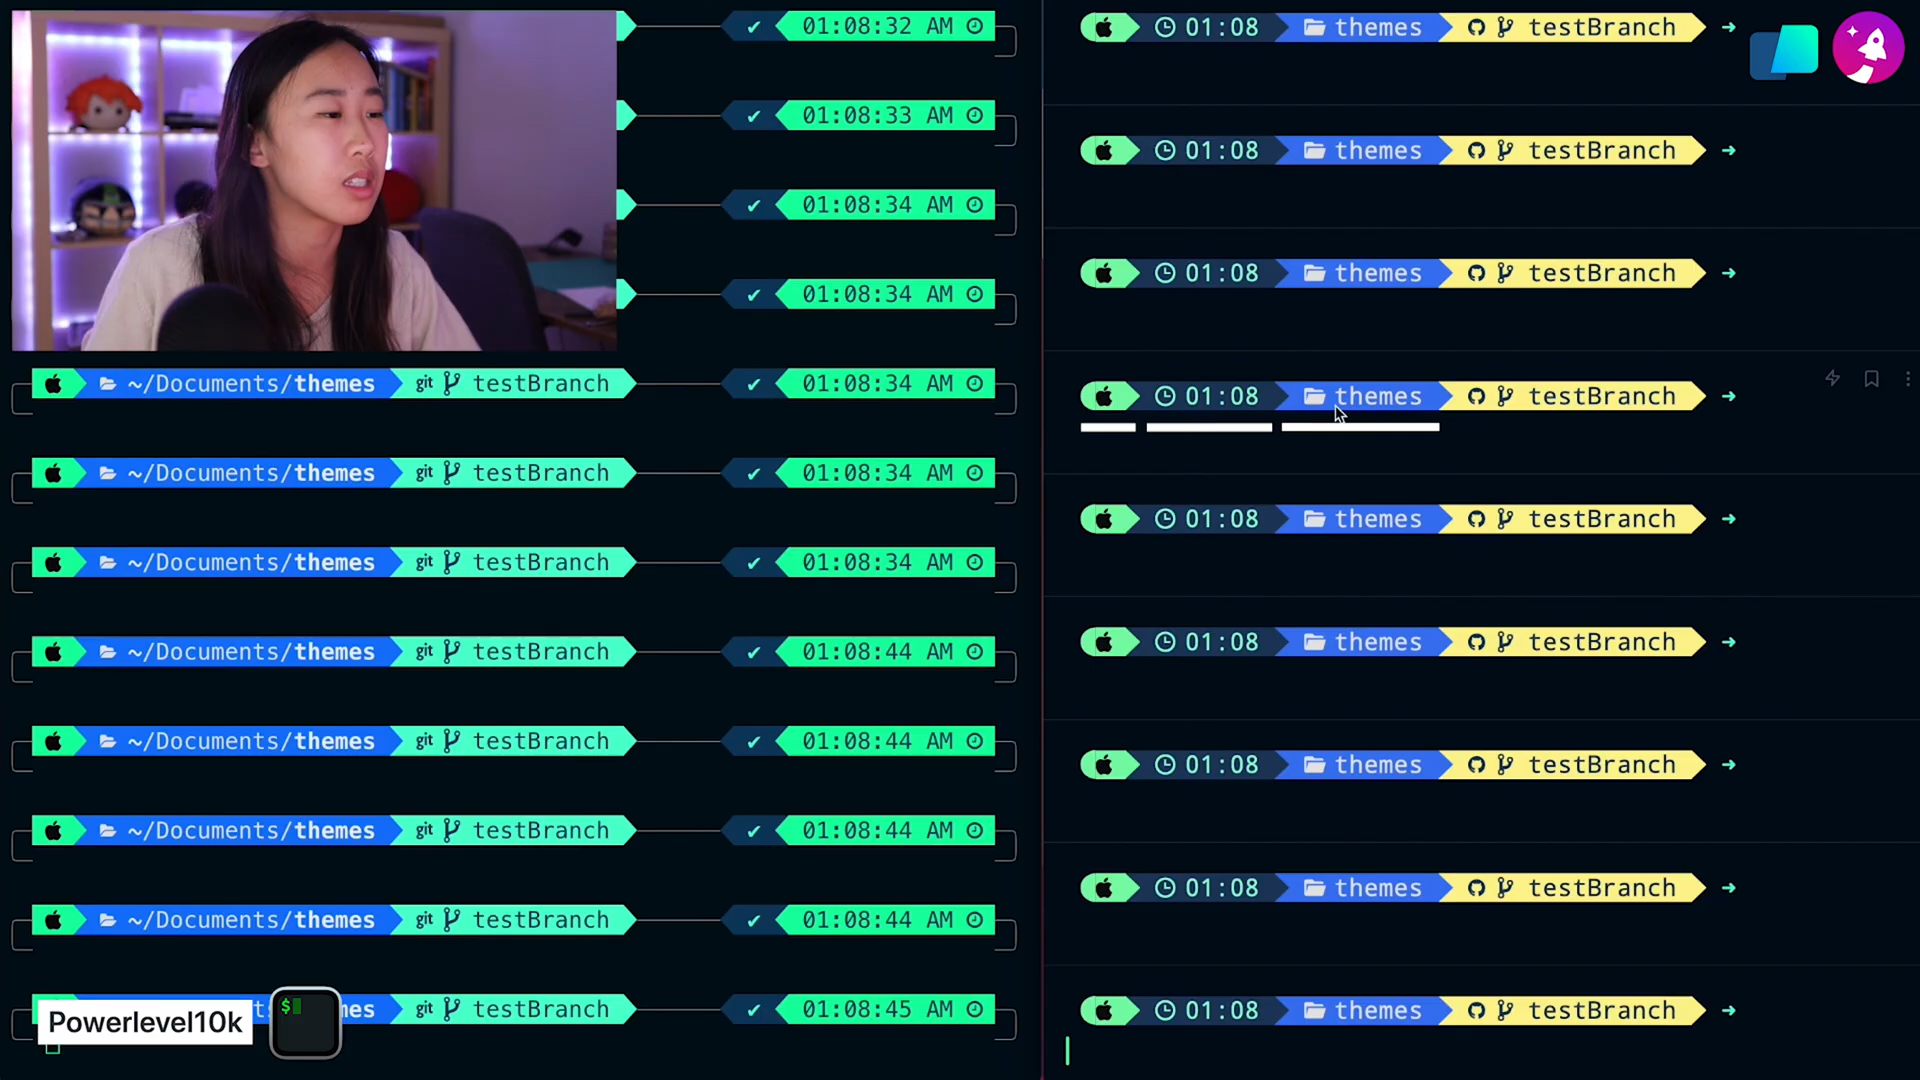 01:08:32 AM
01:08:33 AM
01:08:34 AM
01:08:34 AM
~/Documents/themes git testBranch 01:08:34 AM
~/Documents/themes git testBranch 01:08:34 AM
~/Documents/themes git testBranch 01:08:34 AM
~/Documents/themes git testBranch 01:08:44 AM
~/Documents/themes git testBranch 01:08:44 AM
~/Documents/themes git testBranch 01:08:44 AM
~/Documents/themes git testBranch 01:08:44 AM
git testBranch 01:08:45 AM
Powerlevel10k
$
01:08 themes testBranch
01:08 themes testBranch
01:08 themes testBranch
01:08 themes testBranch
01:08 themes testBranch
01:08 themes testBranch
01:08 themes testBranch
01:08 themes testBranch
01:08 themes testBranch